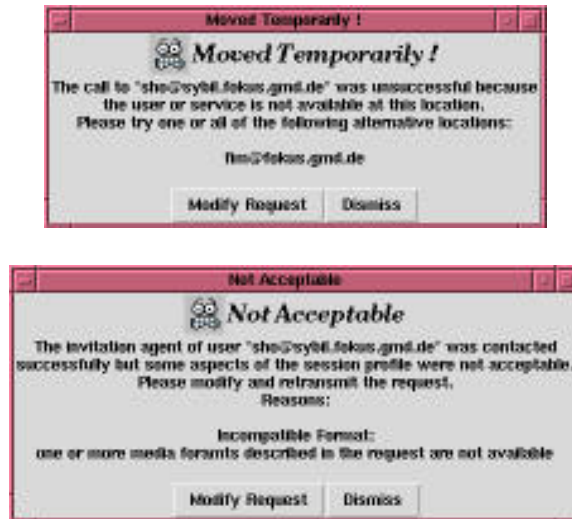 Moved Temporarily !
Moved Temporarily !
The call to "sho@sybil.fokus.gmd.de" was unsuccessful because
the user or service is not available at this location.
Please try one or all of the following alternative locations:
fim@fokus.gmd.de
Modify Request Dismiss
Not Acceptable
Not Acceptable
The invitation agent of user "sho@sybil.fokus.gmd.de" was contacted
successfully but some aspects of the session profile were not acceptable.
Please modify and retransmit the request.
Reasons:
Incompatible Format:
one or more media foramts described in the request are not available
Modify Request Dismiss